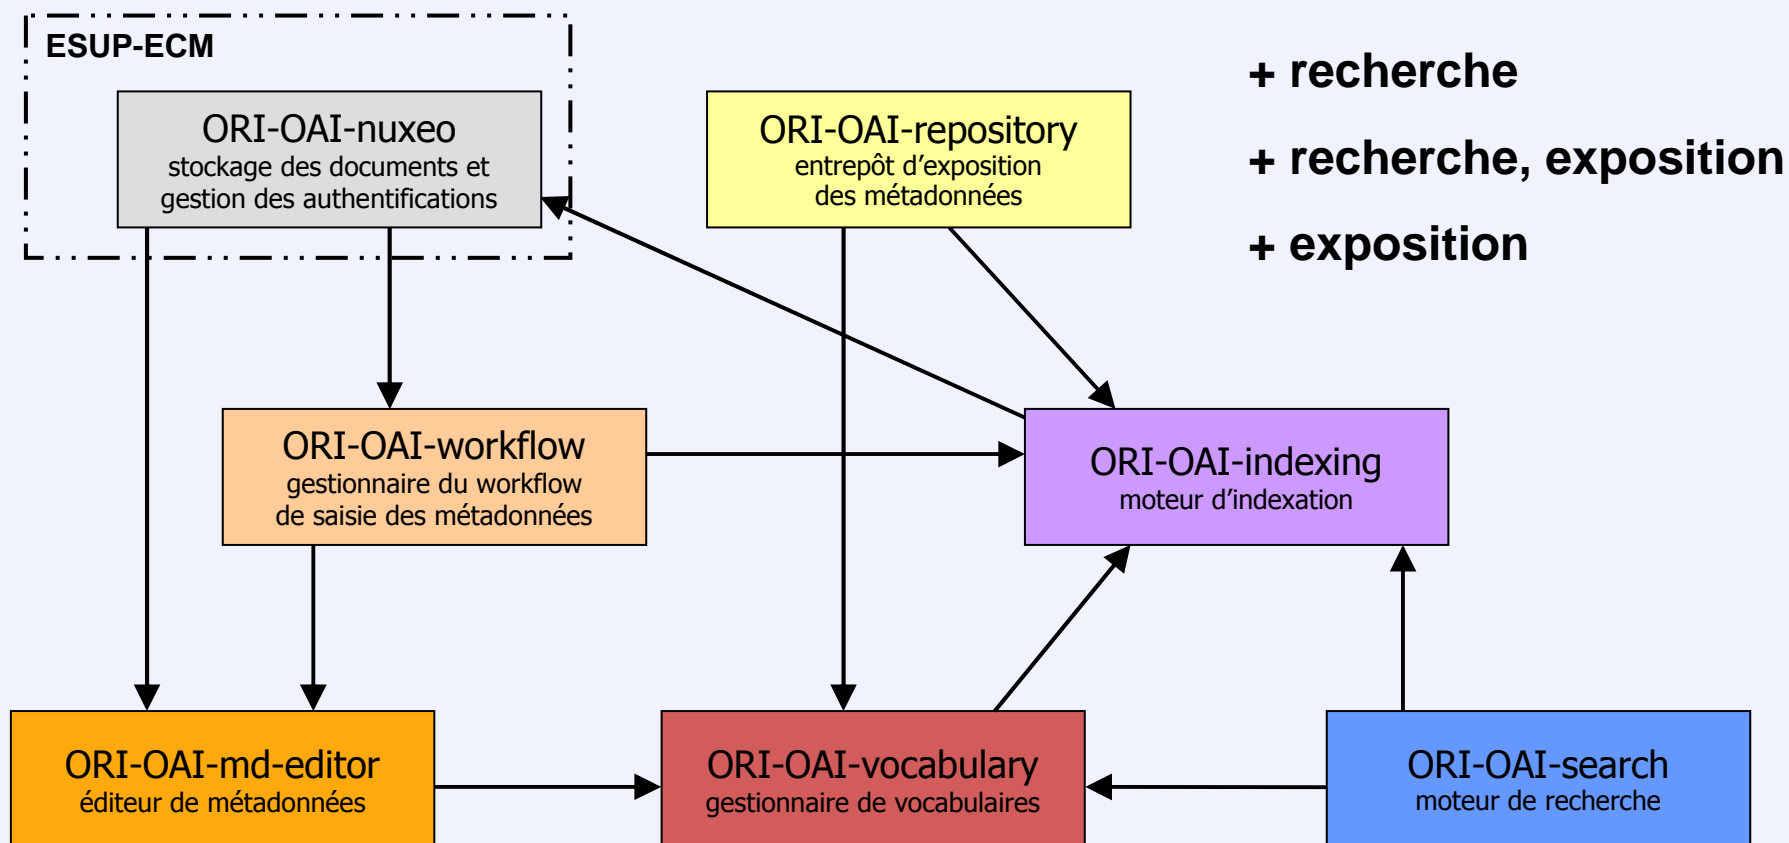 ESUP-ECM
ORI-OAI-nuxeo
stockage des documents et
gestion des authentifications
ORI-OAI-repository
entrepôt d’exposition
des métadonnées
+ recherche
+ recherche, exposition
+ exposition
ORI-OAI-workflow
gestionnaire du workflow
de saisie des métadonnées
ORI-OAI-indexing
moteur d’indexation
ORI-OAI-md-editor
éditeur de métadonnées
ORI-OAI-vocabulary
gestionnaire de vocabulaires
ORI-OAI-search
moteur de recherche